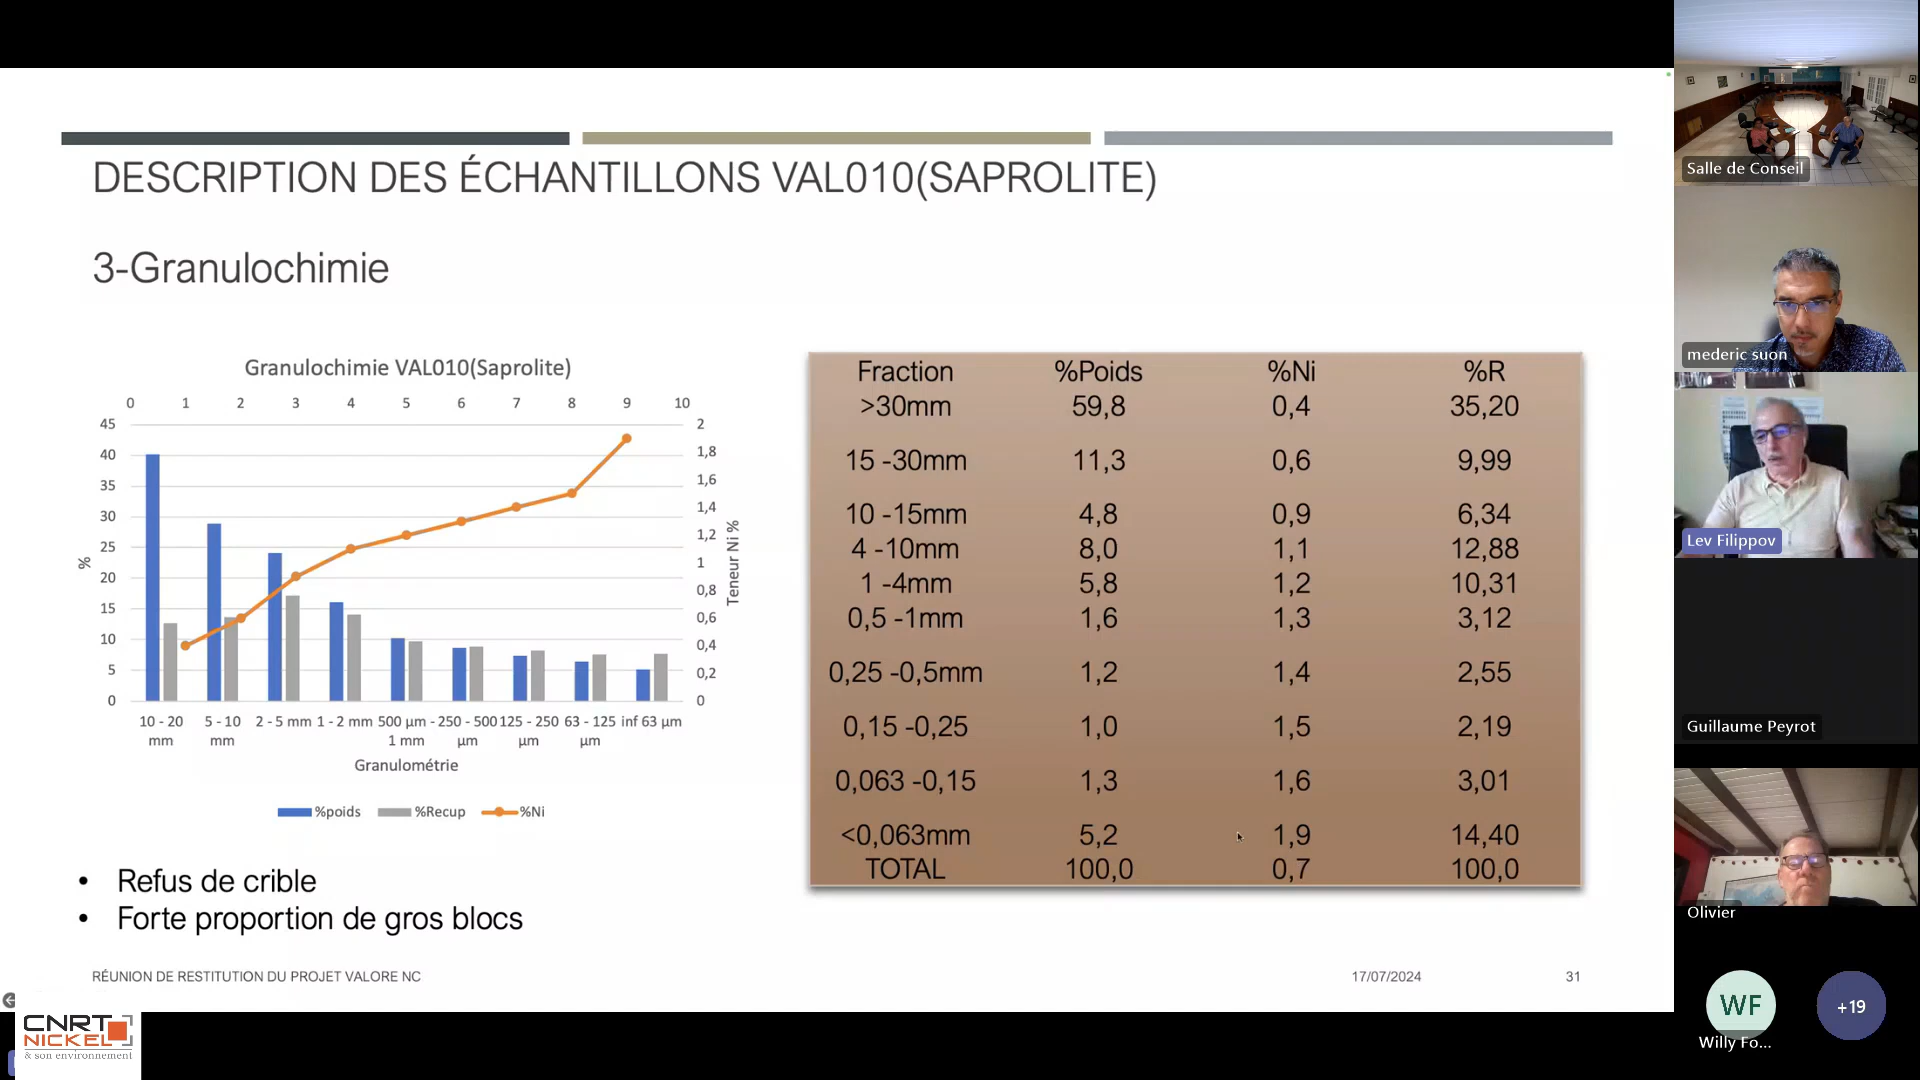 DESCRIPTION DES ÉCHANTILLONS VAL010(SAPROLITE)
3-Granulochimie
Granulochimie VAL010(Saprolite)
0 1 2 3 4 5 6 7 8 9 10
45
40
35
30
25
20
15
10
5
0
%
2
1,8
1,6
1,4
1,2
1
0,8
0,6
0,4
0,2
0
Teneur Ni %
10 - 20 mm
5 - 10 mm
2 - 5 mm
1 - 2 mm
500 µm - 1 mm
250 - 500 µm
125 - 250 µm
63 - 125 µm
inf 63 µm
Granulométrie
%poids %Recup %Ni
Fraction %Poids %Ni %R
>30mm 59,8 0,4 35,20
15 -30mm 11,3 0,6 9,99
10 -15mm 4,8 0,9 6,34
4 -10mm 8,0 1,1 12,88
1 -4mm 5,8 1,2 10,31
0,5 -1mm 1,6 1,3 3,12
0,25 -0,5mm 1,2 1,4 2,55
0,15 -0,25 1,0 1,5 2,19
0,063 -0,15 1,3 1,6 3,01
<0,063mm 5,2 1,9 14,40
TOTAL 100,0 0,7 100,0
• Refus de crible
• Forte proportion de gros blocs
RÉUNION DE RESTITUTION DU PROJET VALORE NC
17/07/2024
31
CNRT
NICKEL
& son environnement
Salle de Conseil
mederic suon
Lev Filippov
Guillaume Peyrot
Olivier
WF
Willy Fo...
+19